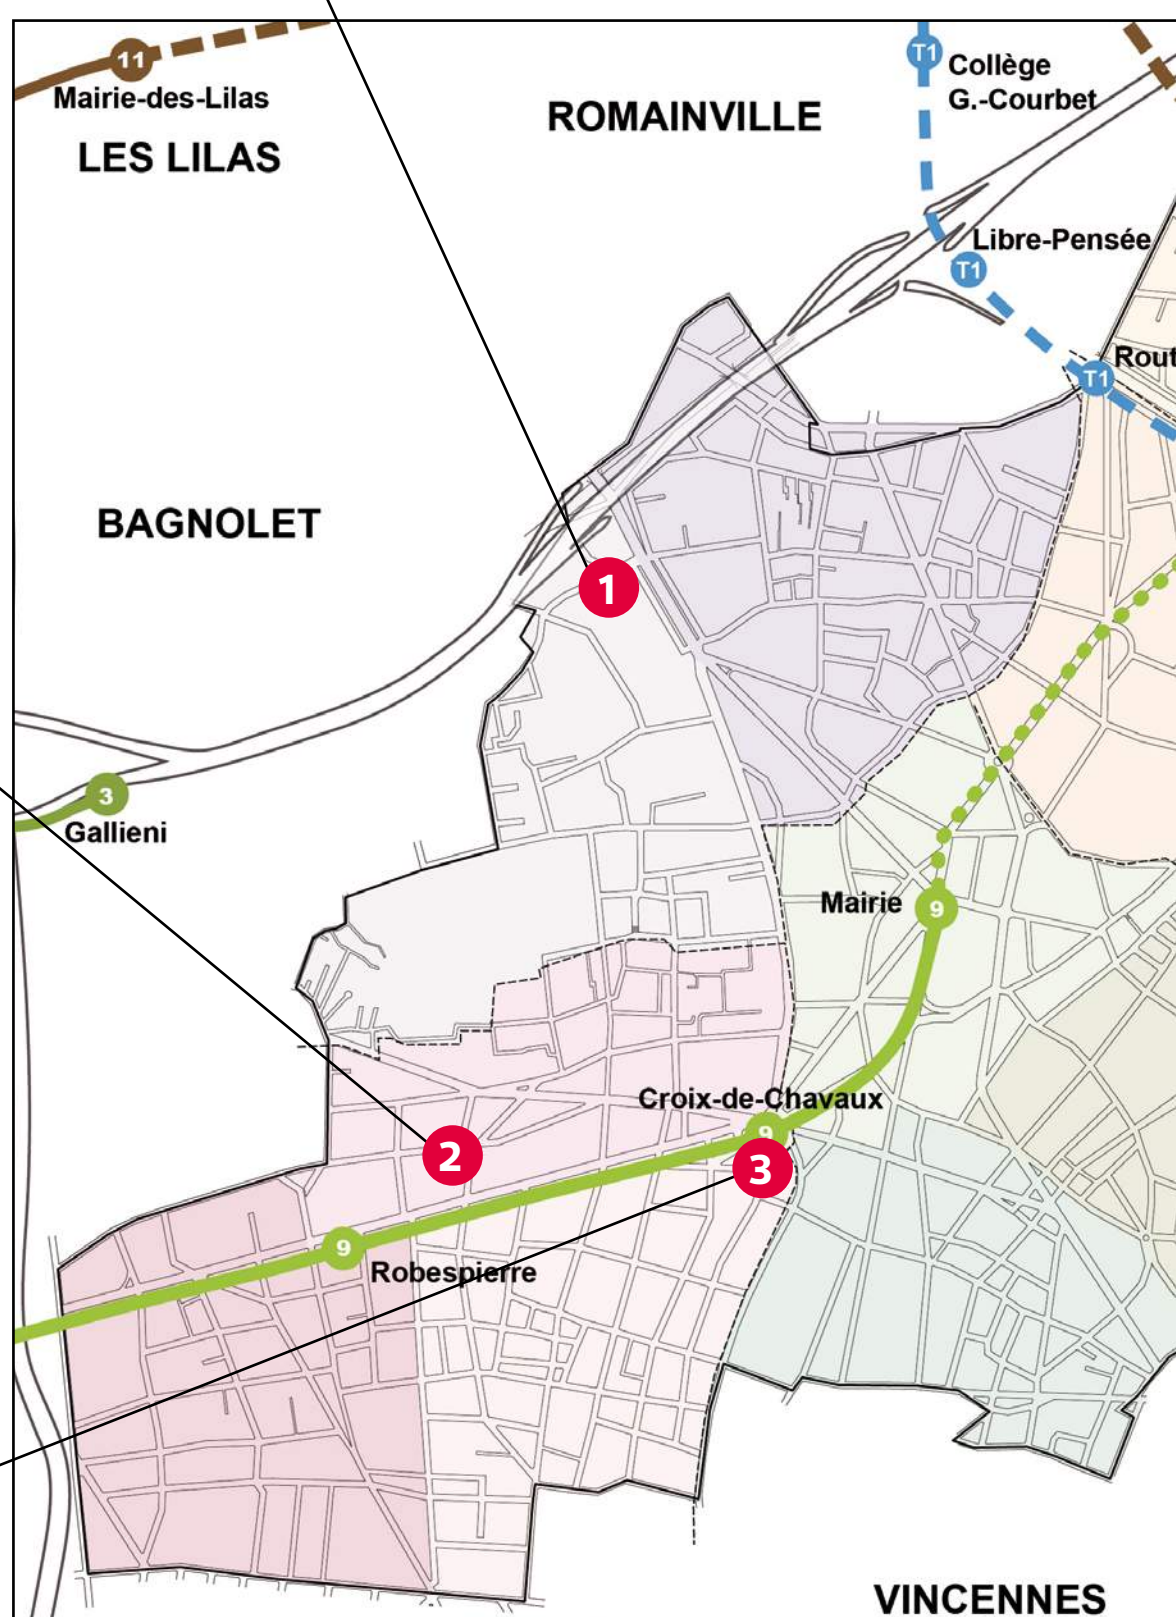 T1
Collège
G.-Courbet
11
Mairie-des-Lilas
ROMAINVILLE
LES LILAS
Libre-Pensée
T1
Rout
T1
BAGNOLET
1
3
Gallieni
Mairie
9
Croix-de-Chavaux
9
2
3
9
Robespierre
VINCENNES